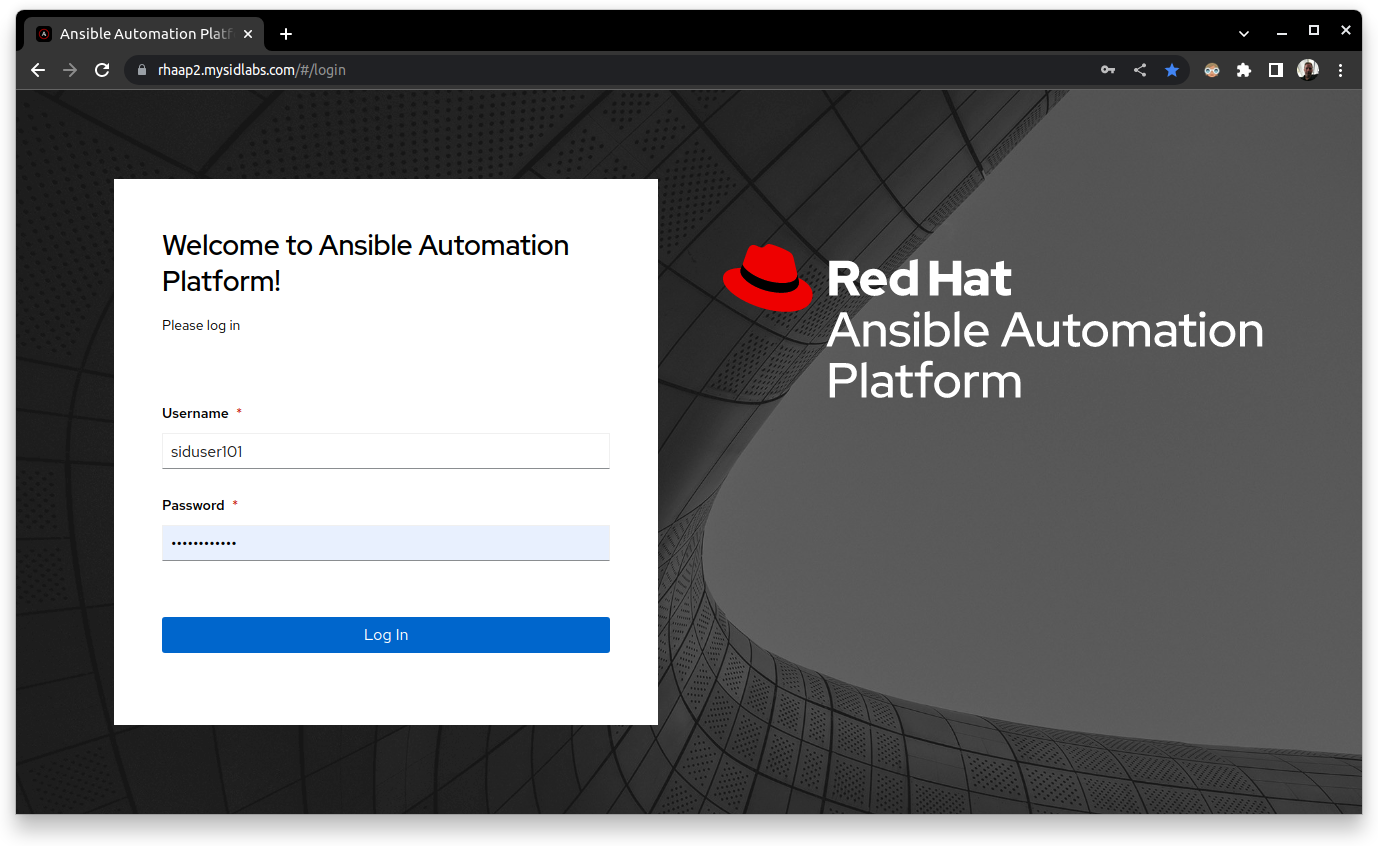 Ansible Automation Platf
rhaap2.mysidlabs.com/#/login
Welcome to Ansible Automation
Platform!
Please log in
Username *
siduser101
Password *
••••••••••••
Log In
Red Hat
Ansible Automation
Platform